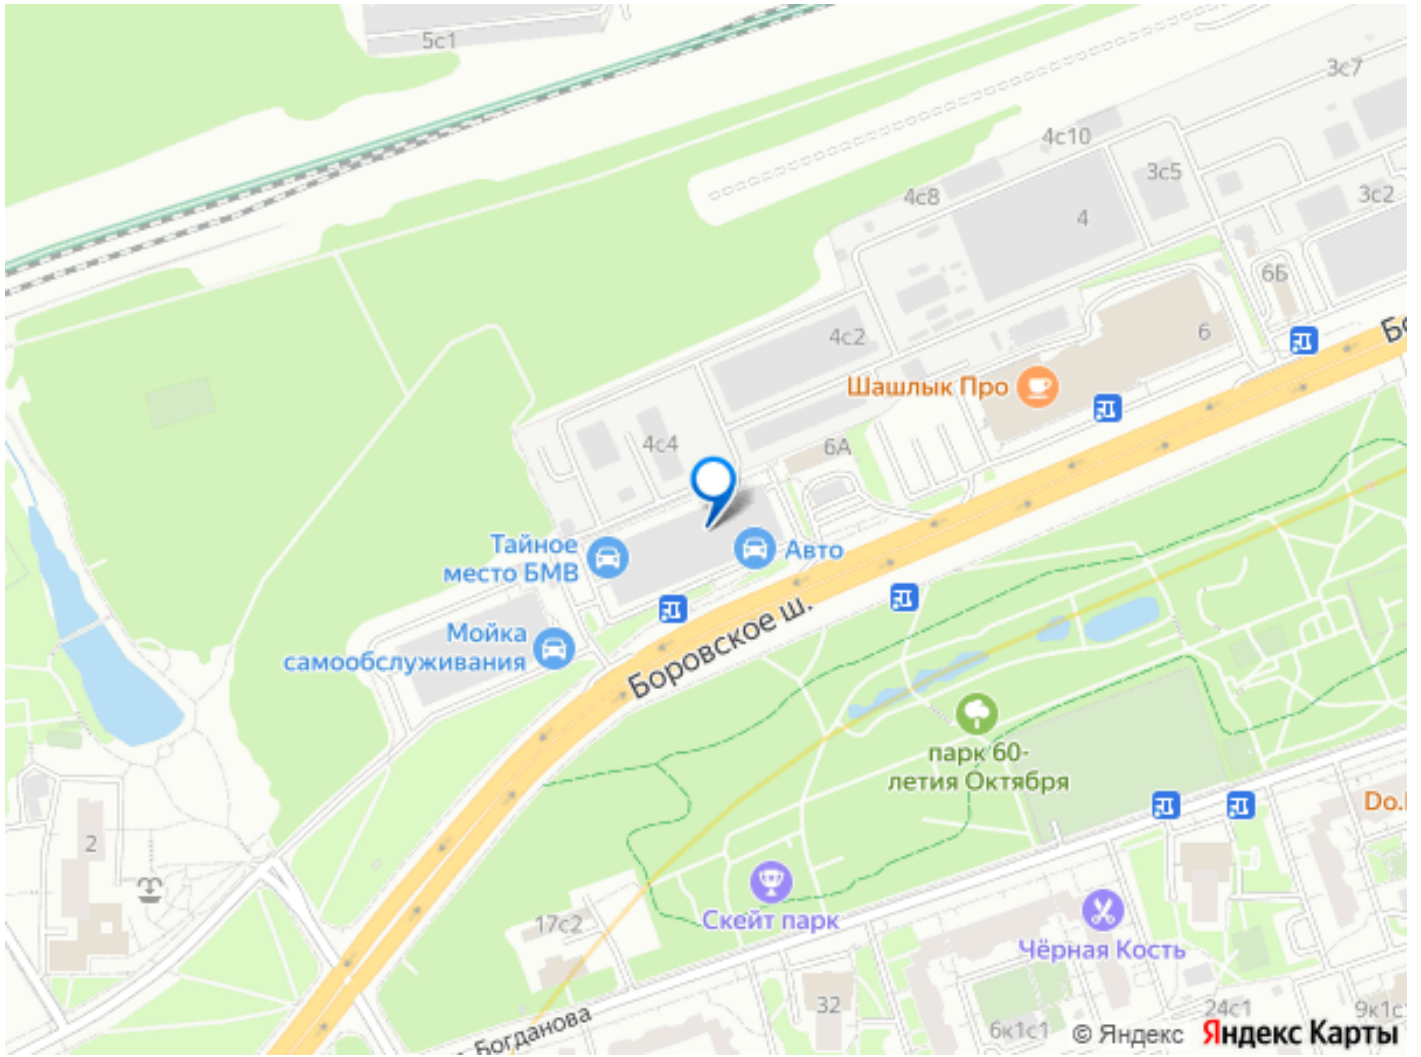 5с1
3с7
4с10
3с5
4с8
3с2
4
6Б
4с2
6
Шашлык Про
4с4
6А
Тайное
место БМВ
Авто
Боровское ш.
Мойка
самообслуживания
парк 60-
летия Октября
2
Скейт парк
17с2
Чёрная Кость
32
24с1
6к1с1
Богданова
© Яндекс Яндекс Карты